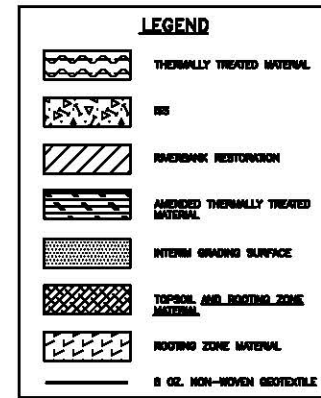 LEGEND
THERMALLY TREATED MATERIAL
RIVERBANK RESTORATION
AMENDED THERMALLY TREATED
MATERIAL
INTERIM GRADING SURFACE
TOPSOIL AND ROOTING ZONE
MATERIAL
ROOTING ZONE MATERIAL
8 OZ. NON-WOVEN GEOTEXTILE